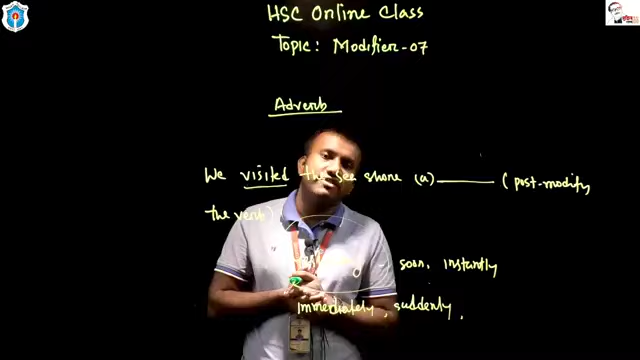 HSC Online Class
Topic: Modifier-07
Adverb
We visited the sea shore (a) ______ (post-modify
the verb)
soon, instantly
immediately, suddenly,